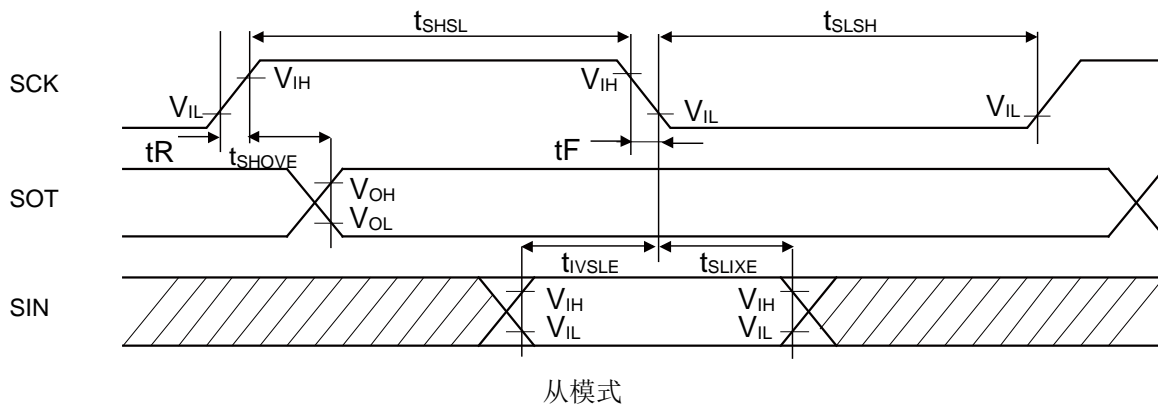 tSHSL tSLSH
SCK VIH VIH
VIL VIL VIL
tR tSHOVE tF
SOT VOH
VOL
tIVSLE tSLIXE
SIN VIH VIH
VIL VIL
从模式